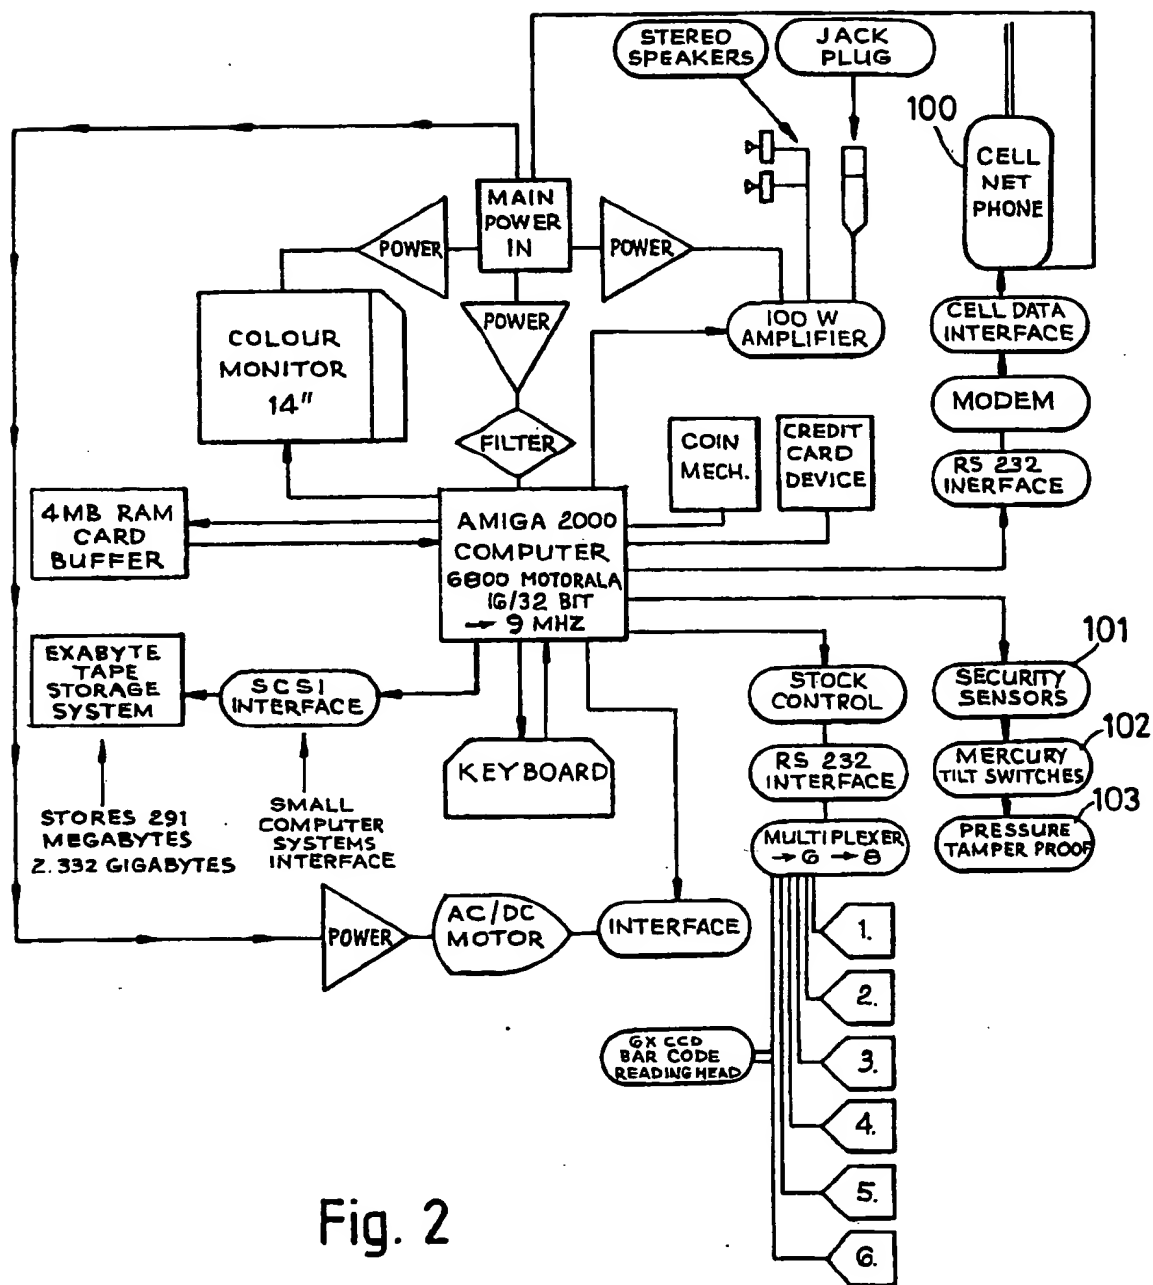 STEREO
SPEAKERS
JACK
PLUG
100
CELL
NET
PHONE
MAIN
POWER
IN
POWER
POWER
POWER
100 W
AMPLIFIER
CELL DATA
INTERFACE
COLOUR
MONITOR
14"
MODEM
FILTER
COIN
MECH.
CREDIT
CARD
DEVICE
RS 232
INERFACE
4MB RAM
CARD
BUFFER
AMIGA 2000
COMPUTER
6800 MOTORALA
16/32 BIT
→ 9 MHZ
EXABYTE
TAPE
STORAGE
SYSTEM
SCSI
INTERFACE
STOCK
CONTROL
101
SECURITY
SENSORS
102
MERCURY
TILT SWITCHES
KEYBOARD
RS 232
INTERFACE
103
PRESSURE
TAMPER PROOF
STORES 291
MEGABYTES
2.332 GIGABYTES
SMALL
COMPUTER
SYSTEMS
INTERFACE
MULTIPLEXER
→ 6 → 8
POWER
AC/DC
MOTOR
INTERFACE
1.
2.
6X CCD
BAR CODE
READING HEAD
3.
4.
5.
6.
Fig. 2